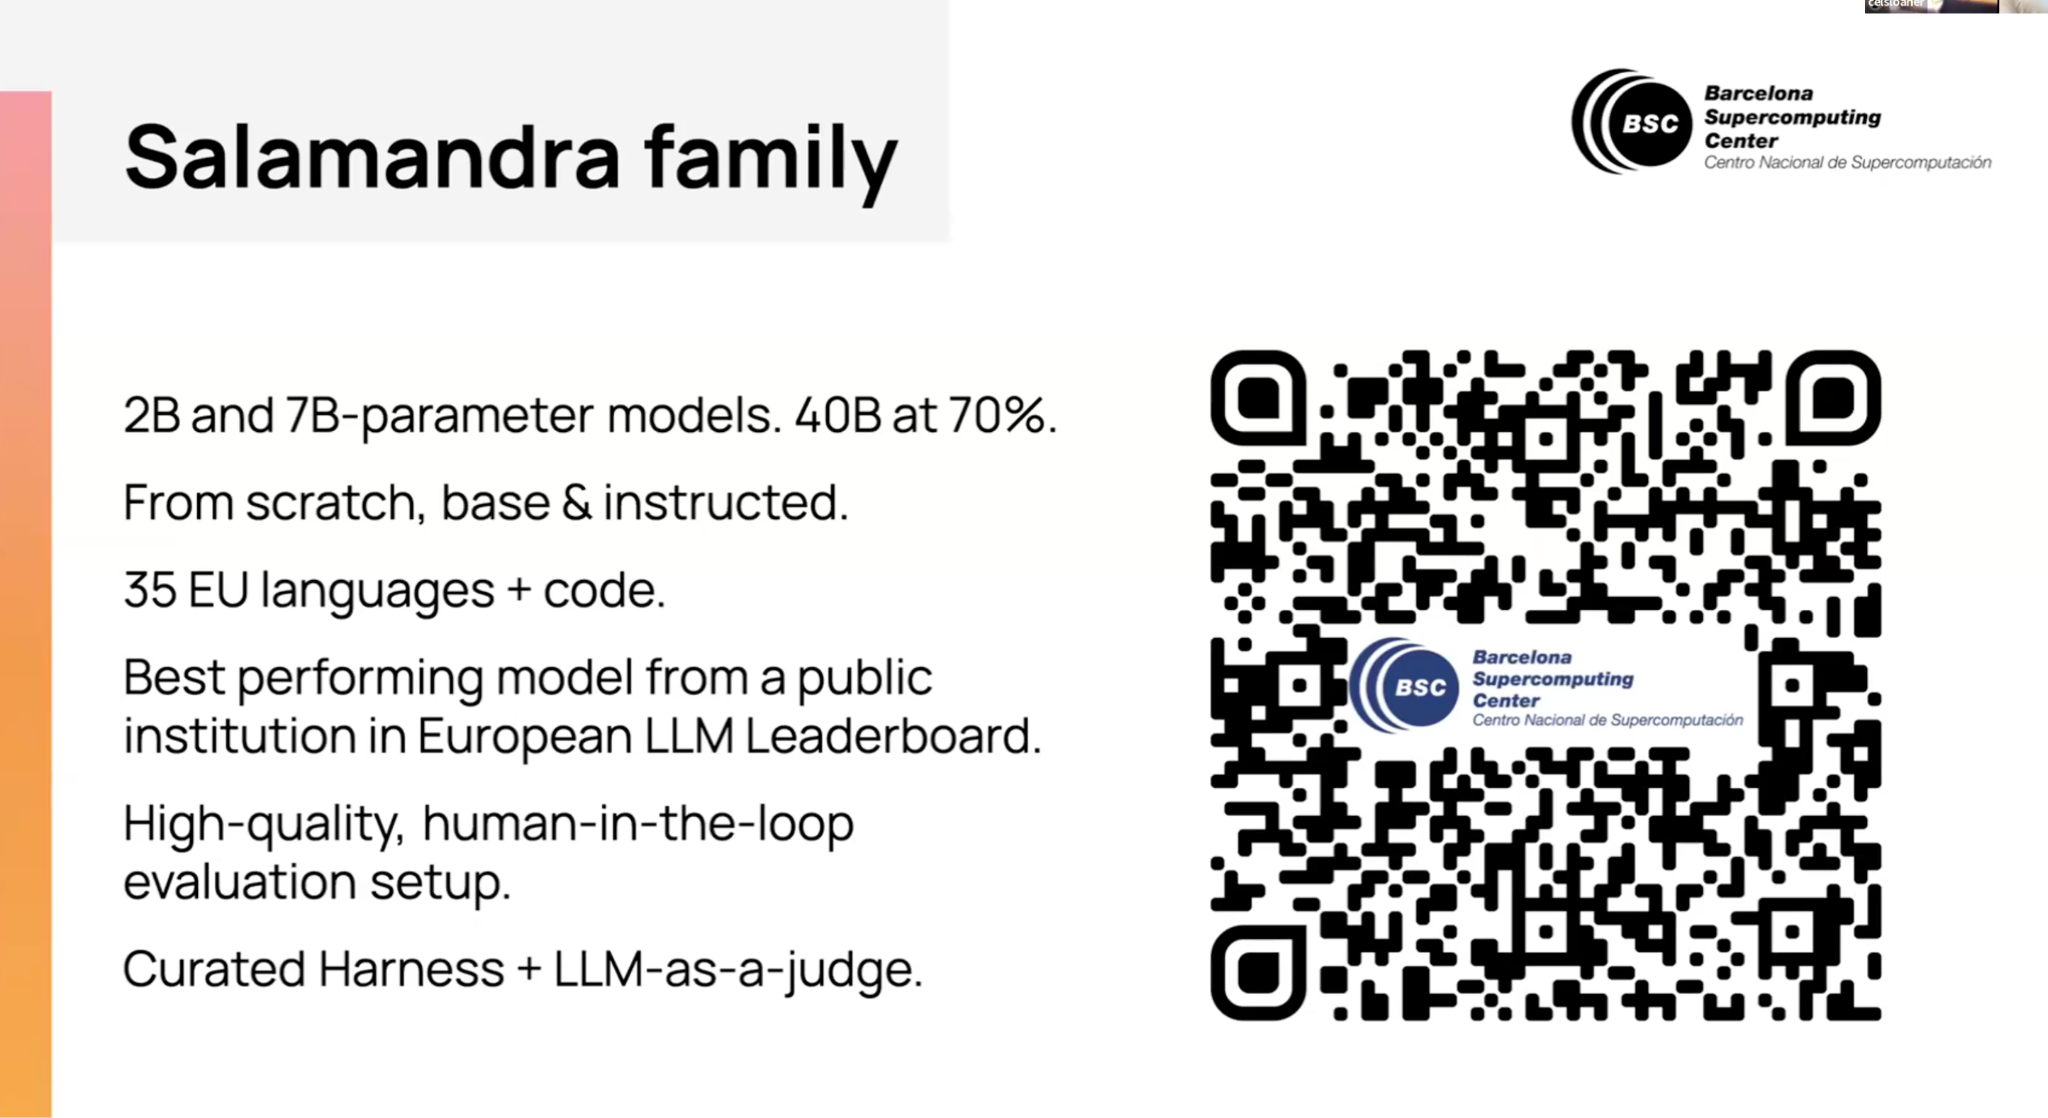 celsloaner
Salamandra family
BSC
Barcelona
Supercomputing
Center
Centro Nacional de Supercomputación
2B and 7B-parameter models. 40B at 70%.
From scratch, base & instructed.
35 EU languages + code.
Best performing model from a public
institution in European LLM Leaderboard.
High-quality, human-in-the-loop
evaluation setup.
Curated Harness + LLM-as-a-judge.
BSC
Barcelona
Supercomputing
Center
Centro Nacional de Supercomputación